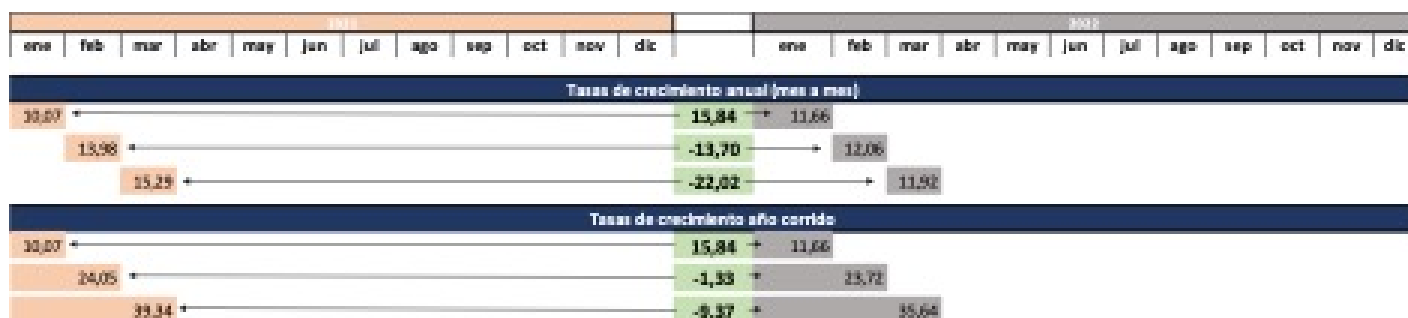 2021 2022
ene feb mar abr may jun jul ago sep oct nov dic ene feb mar abr may jun jul ago sep oct nov dic
Tasas de crecimiento anual (mes a mes)
10,07 15,84 11,66
13,98 -13,70 12,06
15,29 -22,02 11,92
Tasas de crecimiento año corrido
10,07 15,84 11,66
24,05 -1,33 23,72
39,34 -9,37 35,64